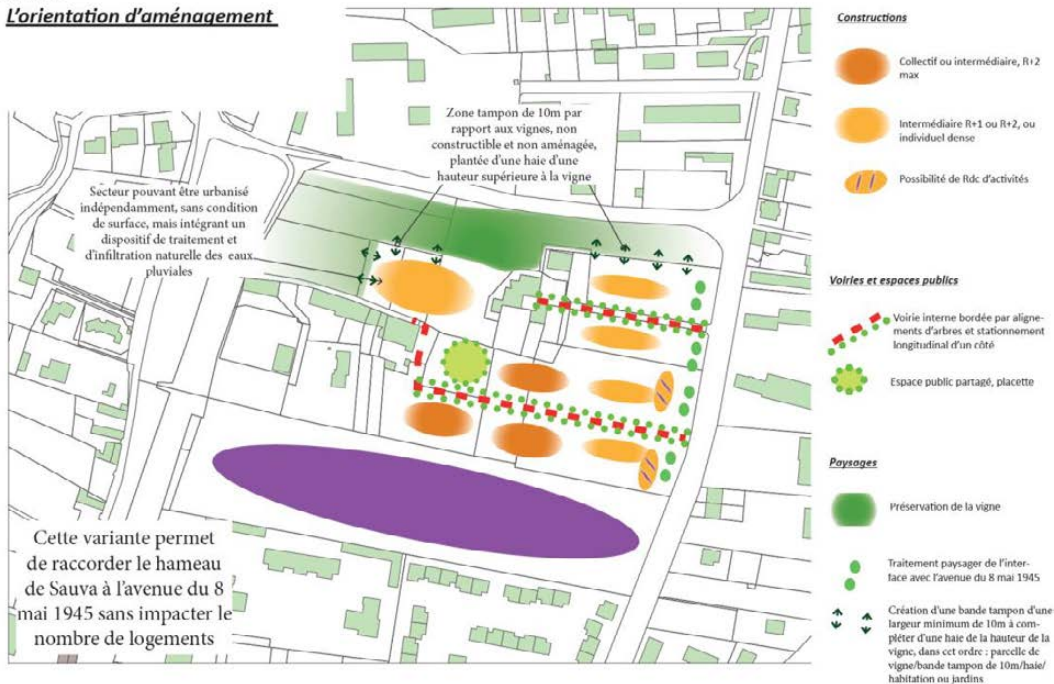 L'orientation d'aménagement
Zone tampon de 10m par
rapport aux vignes, non
constructible et non aménagée,
plantée d'une haie d'une
hauteur supérieure à la vigne
Secteur pouvant être urbanisé
indépendamment, sans condition
de surface, mais intégrant un
dispositif de traitement et
d'infiltration naturelle des eaux
pluviales
Cette variante permet
de raccorder le hameau
de Sauva à l'avenue du 8
mai 1945 sans impacter le
nombre de logements
Constructions
Collectif ou intermédiaire, R+2
max
Intermédiaire R+1 ou R+2, ou
individuel dense
Possibilité de Rdc d'activités
Voiries et espaces publics
Voirie interne bordée par aligne-
ments d'arbres et stationnement
longitudinal d'un côté
Espace public partagé, placette
Paysages
Préservation de la vigne
Traitement paysager de l'inter-
face avec l'avenue du 8 mai 1945
Création d'une bande tampon d'une
largeur minimum de 10m à com-
pléter d'une haie de la hauteur de la
vigne, dans cet ordre : parcelle de
vigne/bande tampon de 10m/haie/
habitation ou jardins